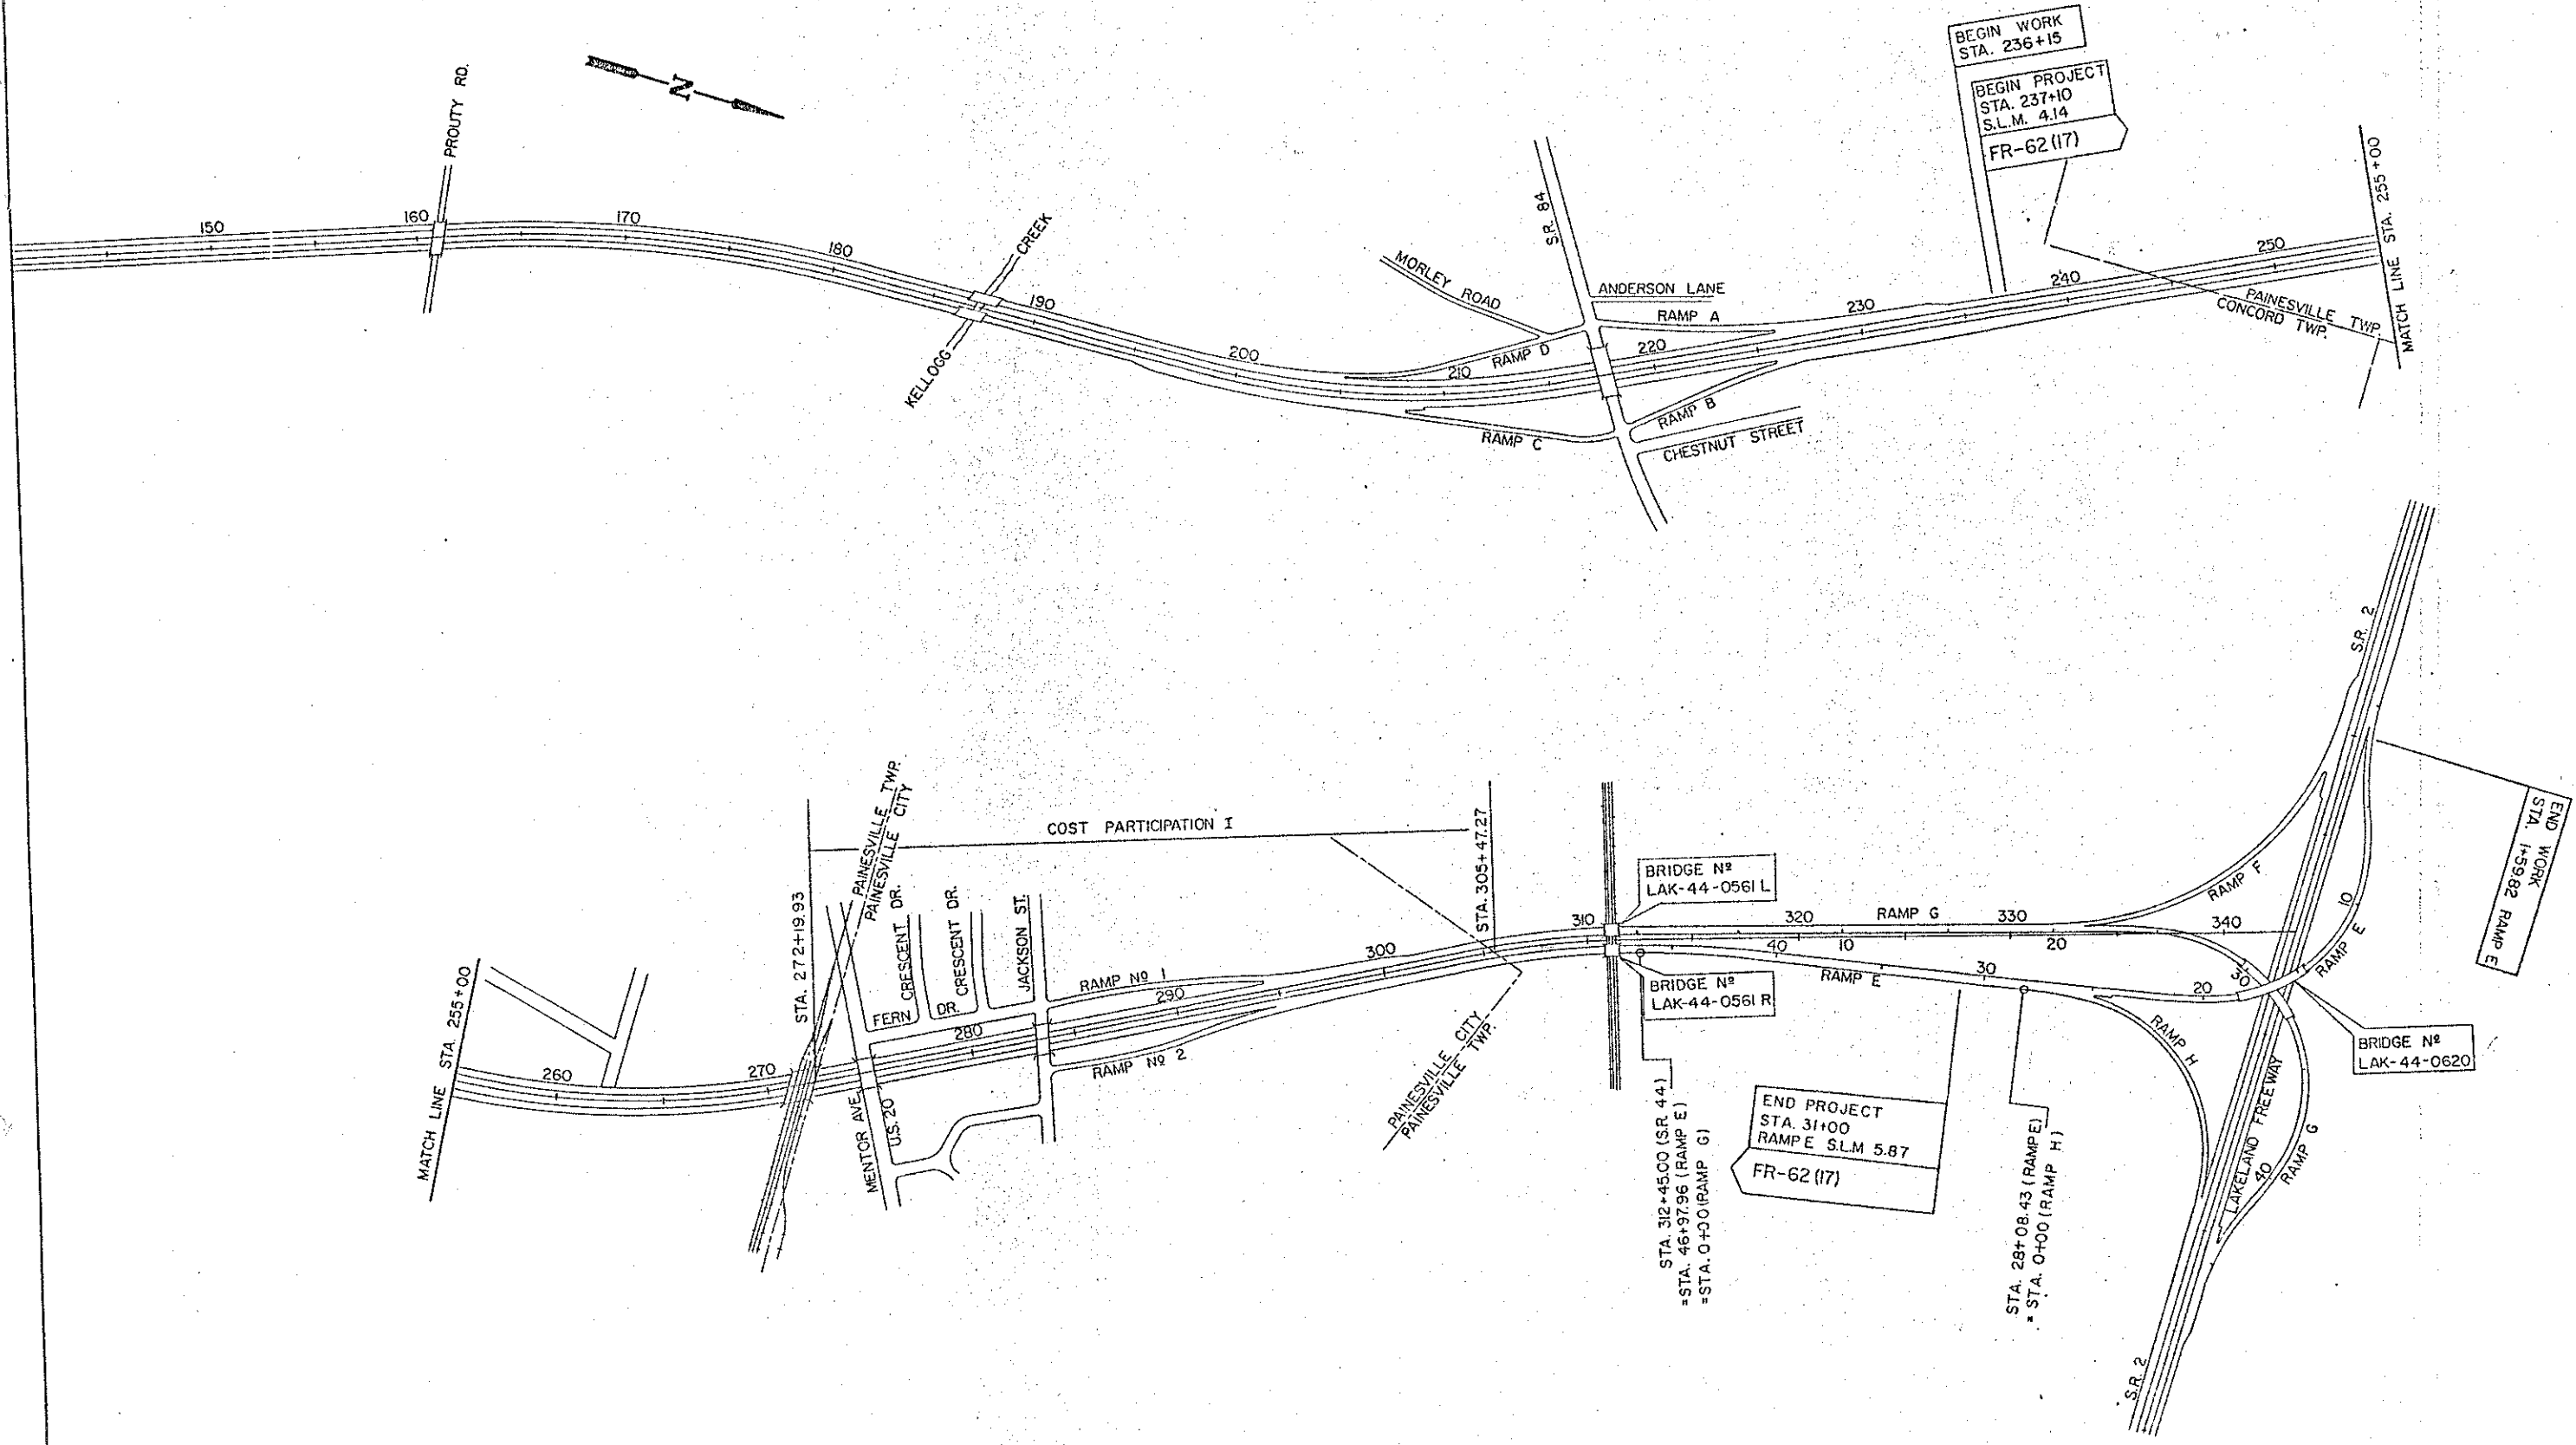 BEGIN WORK
STA. 236+15
BEGIN PROJECT
STA. 237+10
S.L.M. 4.14
FR-62 (17)
N
PROUTY RD.
150
160
170
180
KELLOGG CREEK
190
200
MORLEY ROAD
S.R. 84
ANDERSON LANE
RAMP A
RAMP D
210
220
230
240
250
RAMP B
RAMP C
CHESTNUT STREET
PAINESVILLE TWP.
CONCORD TWP.
MATCH LINE STA. 255+00
MATCH LINE STA. 255+00
260
270
STA. 272+19.93
PAINESVILLE TWP.
PAINESVILLE CITY
COST PARTICIPATION I
MENTOR AVE.
U.S. 20
FERN DR.
CRESCENT DR.
CRESCENT DR.
JACKSON ST.
280
RAMP Nº 1
290
RAMP Nº 2
300
STA. 305+47.27
310
PAINESVILLE CITY
PAINESVILLE TWP.
BRIDGE Nº
LAK-44-0561 L
BRIDGE Nº
LAK-44-0561 R
320
RAMP G
330
340
40
10
20
RAMP E
30
20
STA. 312+45.00 (S.R. 44)
=STA. 46+97.96 (RAMP E)
=STA. 0+00 (RAMP G)
END PROJECT
STA. 31+00
RAMP E S.L.M 5.87
FR-62 (17)
STA. 28+08.43 (RAMP E)
= STA. 0+00 (RAMP H)
RAMP F
10
RAMP E
30
RAMP H
BRIDGE Nº
LAK-44-0620
LAKELAND FREEWAY
40
RAMP G
S.R. 2
S.R. 2
END WORK
STA. 1+59.82 RAMP E